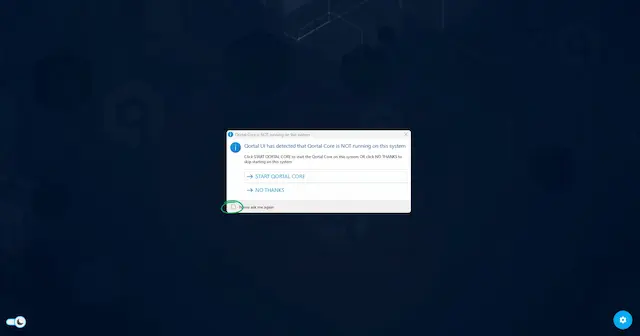 Qortal Core is NOT running on this system
Qortal UI has detected that Qortal Core is NOT running on this system
Click START QORTAL CORE to start the Qortal Core on this system OR click NO THANKS to
skip starting on this system
START QORTAL CORE
NO THANKS
ask me again